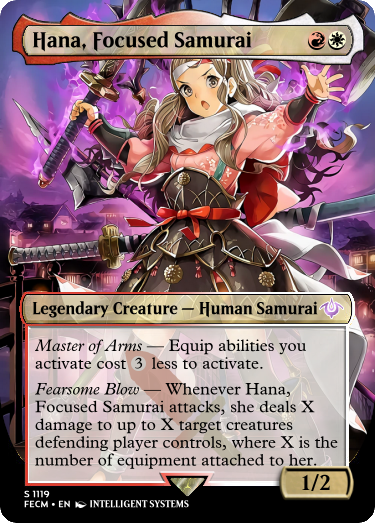 Hana, Focused Samurai
Legendary Creature — Human Samurai
Master of Arms — Equip abilities you
activate cost 3 less to activate.
Fearsome Blow — Whenever Hana,
Focused Samurai attacks, she deals X
damage to up to X target creatures
defending player controls, where X is the
number of equipment attached to her.
1/2
S 1119
FECM • EN INTELLIGENT SYSTEMS